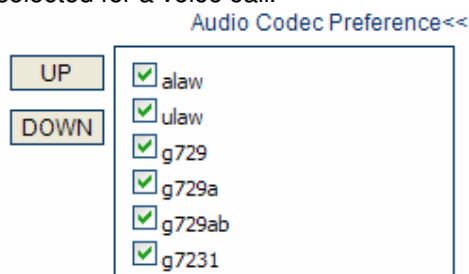 selected for a voice call.
Audio Codec Preference<<
UP
DOWN
alaw
ulaw
g729
g729a
g729ab
g7231